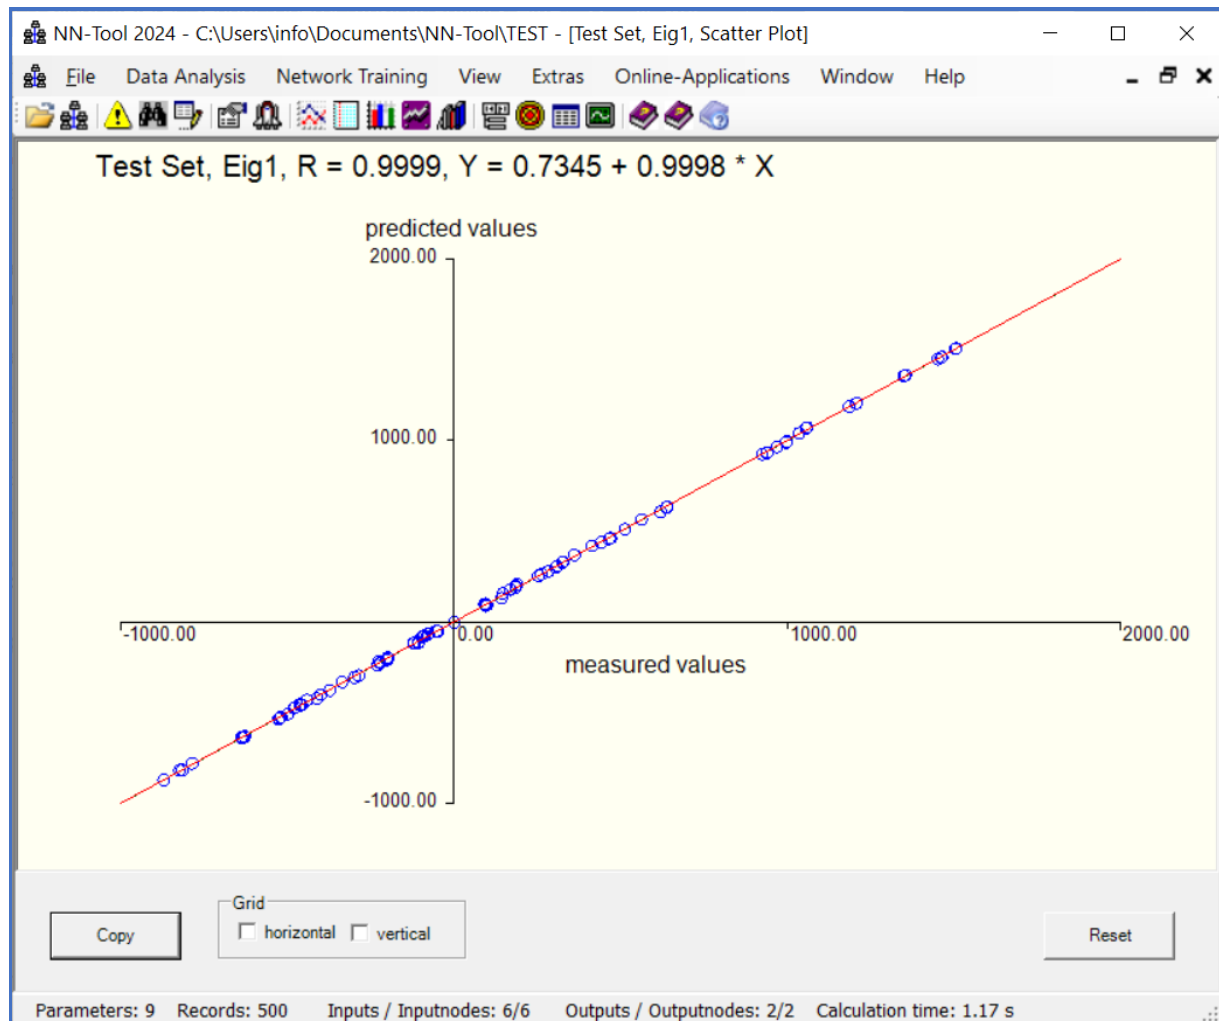 NN-Tool 2024 - C:\Users\info\Documents\NN-Tool\TEST - [Test Set, Eig1, Scatter Plot]
File Data Analysis Network Training View Extras Online-Applications Window Help
Test Set, Eig1, R = 0.9999, Y = 0.7345 + 0.9998 * X
predicted values
2000.00
1000.00
-1000.00 0.00 1000.00 2000.00
measured values
-1000.00
Grid
Copy horizontal vertical Reset
Parameters: 9 Records: 500 Inputs / Inputnodes: 6/6 Outputs / Outputnodes: 2/2 Calculation time: 1.17 s